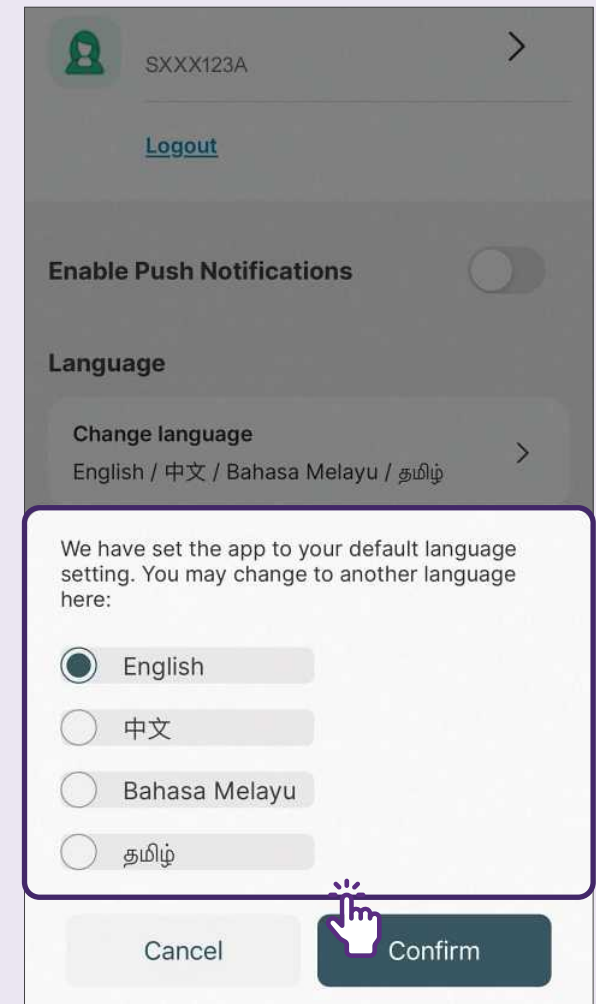 SXXX123A
Logout
Enable Push Notifications
Language
Change language
English / 中文 / Bahasa Melayu / தமிழ்
We have set the app to your default language
setting. You may change to another language
here:
English
中文
Bahasa Melayu
தமிழ்
Cancel
Confirm